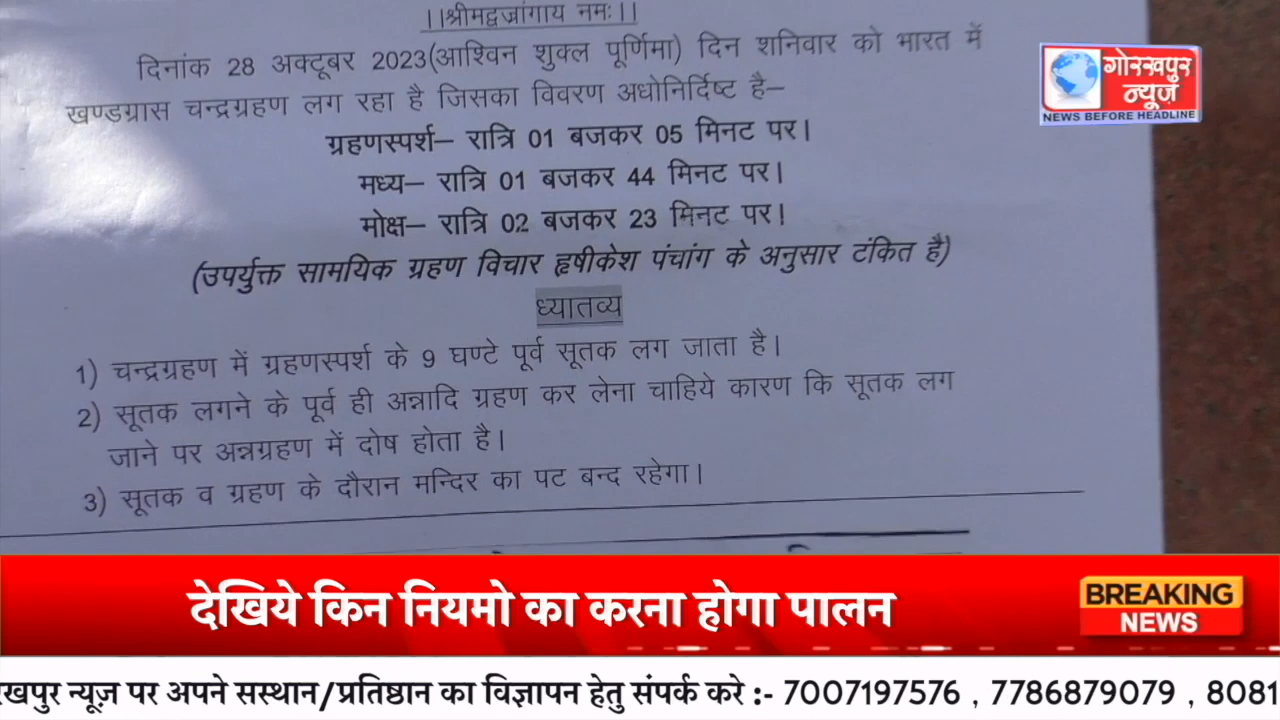 ||श्रीमद्वज्रांगाय नमः||
दिनांक 28 अक्टूबर 2023(आश्विन शुक्ल पूर्णिमा) दिन शनिवार को भारत में
खण्डग्रास चन्द्रग्रहण लग रहा है जिसका विवरण अधोनिर्दिष्ट है–
ग्रहणस्पर्श– रात्रि 01 बजकर 05 मिनट पर।
मध्य– रात्रि 01 बजकर 44 मिनट पर।
मोक्ष– रात्रि 02 बजकर 23 मिनट पर।
(उपर्युक्त सामयिक ग्रहण विचार हृषीकेश पंचांग के अनुसार टंकित है)
ध्यातव्य
1) चन्द्रग्रहण में ग्रहणस्पर्श के 9 घण्टे पूर्व सूतक लग जाता है।
2) सूतक लगने के पूर्व ही अन्नादि ग्रहण कर लेना चाहिये कारण कि सूतक लग
जाने पर अन्नग्रहण में दोष होता है।
3) सूतक व ग्रहण के दौरान मन्दिर का पट बन्द रहेगा।
गोरखपुर
न्यूज़
NEWS BEFORE HEADLINE
देखिये किन नियमो का करना होगा पालन
BREAKING
NEWS
रखपुर न्यूज़ पर अपने सस्थान/प्रतिष्ठान का विज्ञापन हेतु संपर्क करे :- 7007197576 , 7786879079 , 8081